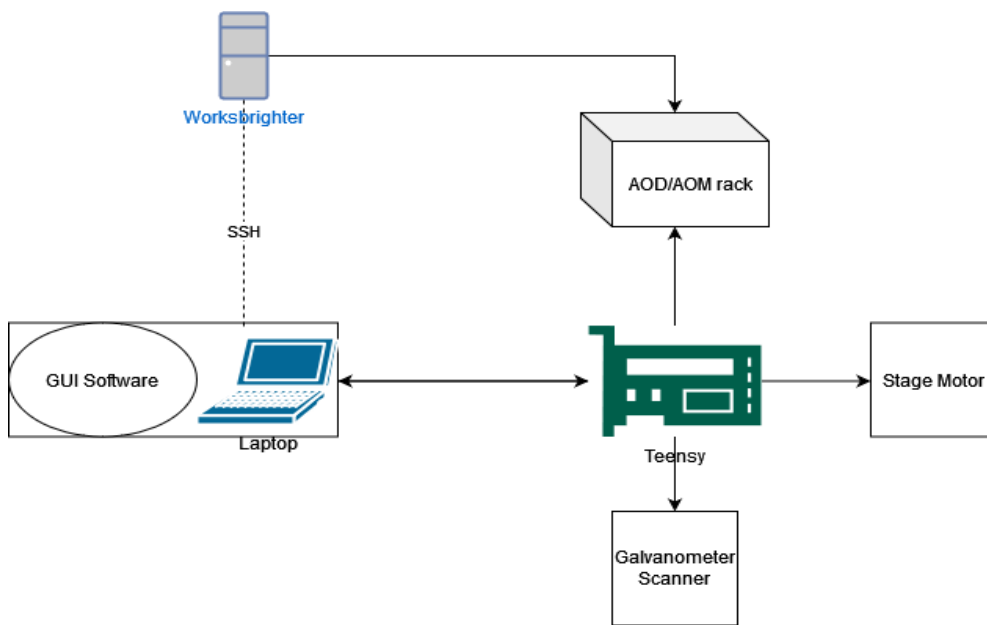 Worksbrighter
AOD/AOM rack
SSH
GUI Software
Laptop
Teensy
Stage Motor
Galvanometer
Scanner